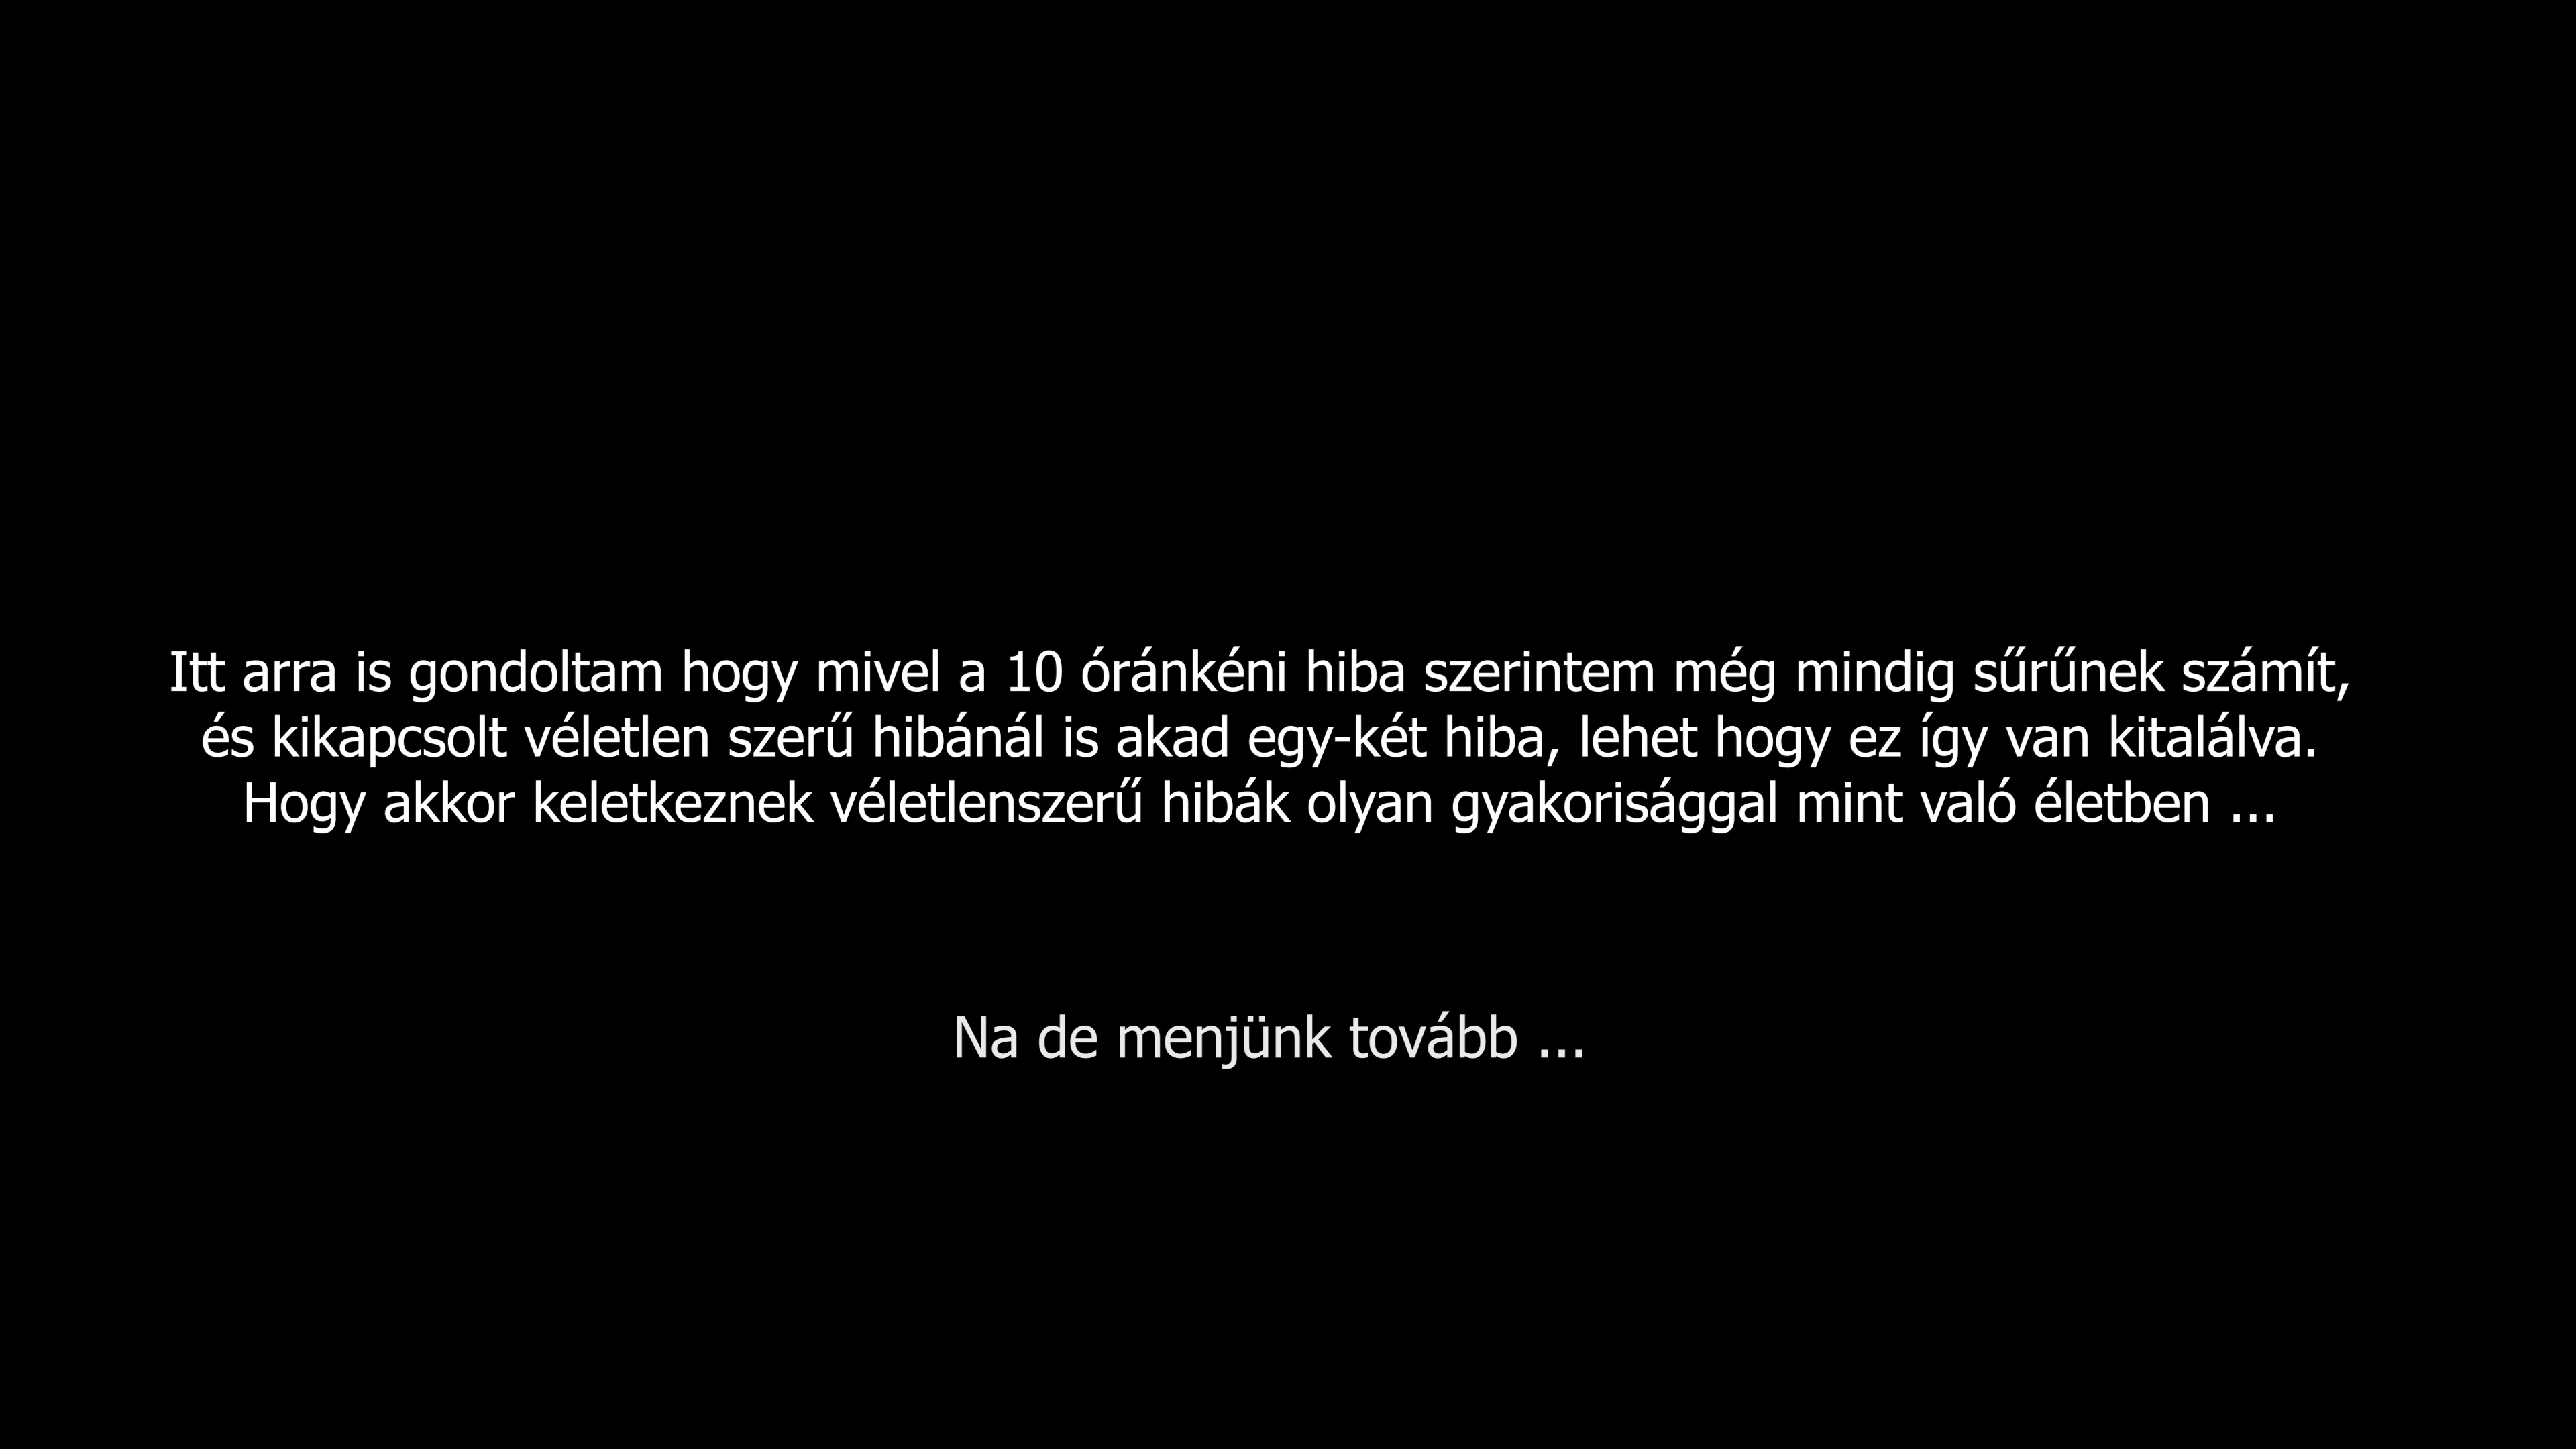 Itt arra is gondoltam hogy mivel a 10 óránkéni hiba szerintem még mindig sűrűnek számít,
és kikapcsolt véletlen szerű hibánál is akad egy-két hiba, lehet hogy ez így van kitalálva.
Hogy akkor keletkeznek véletlenszerű hibák olyan gyakorisággal mint való életben ...
Na de menjünk tovább ...